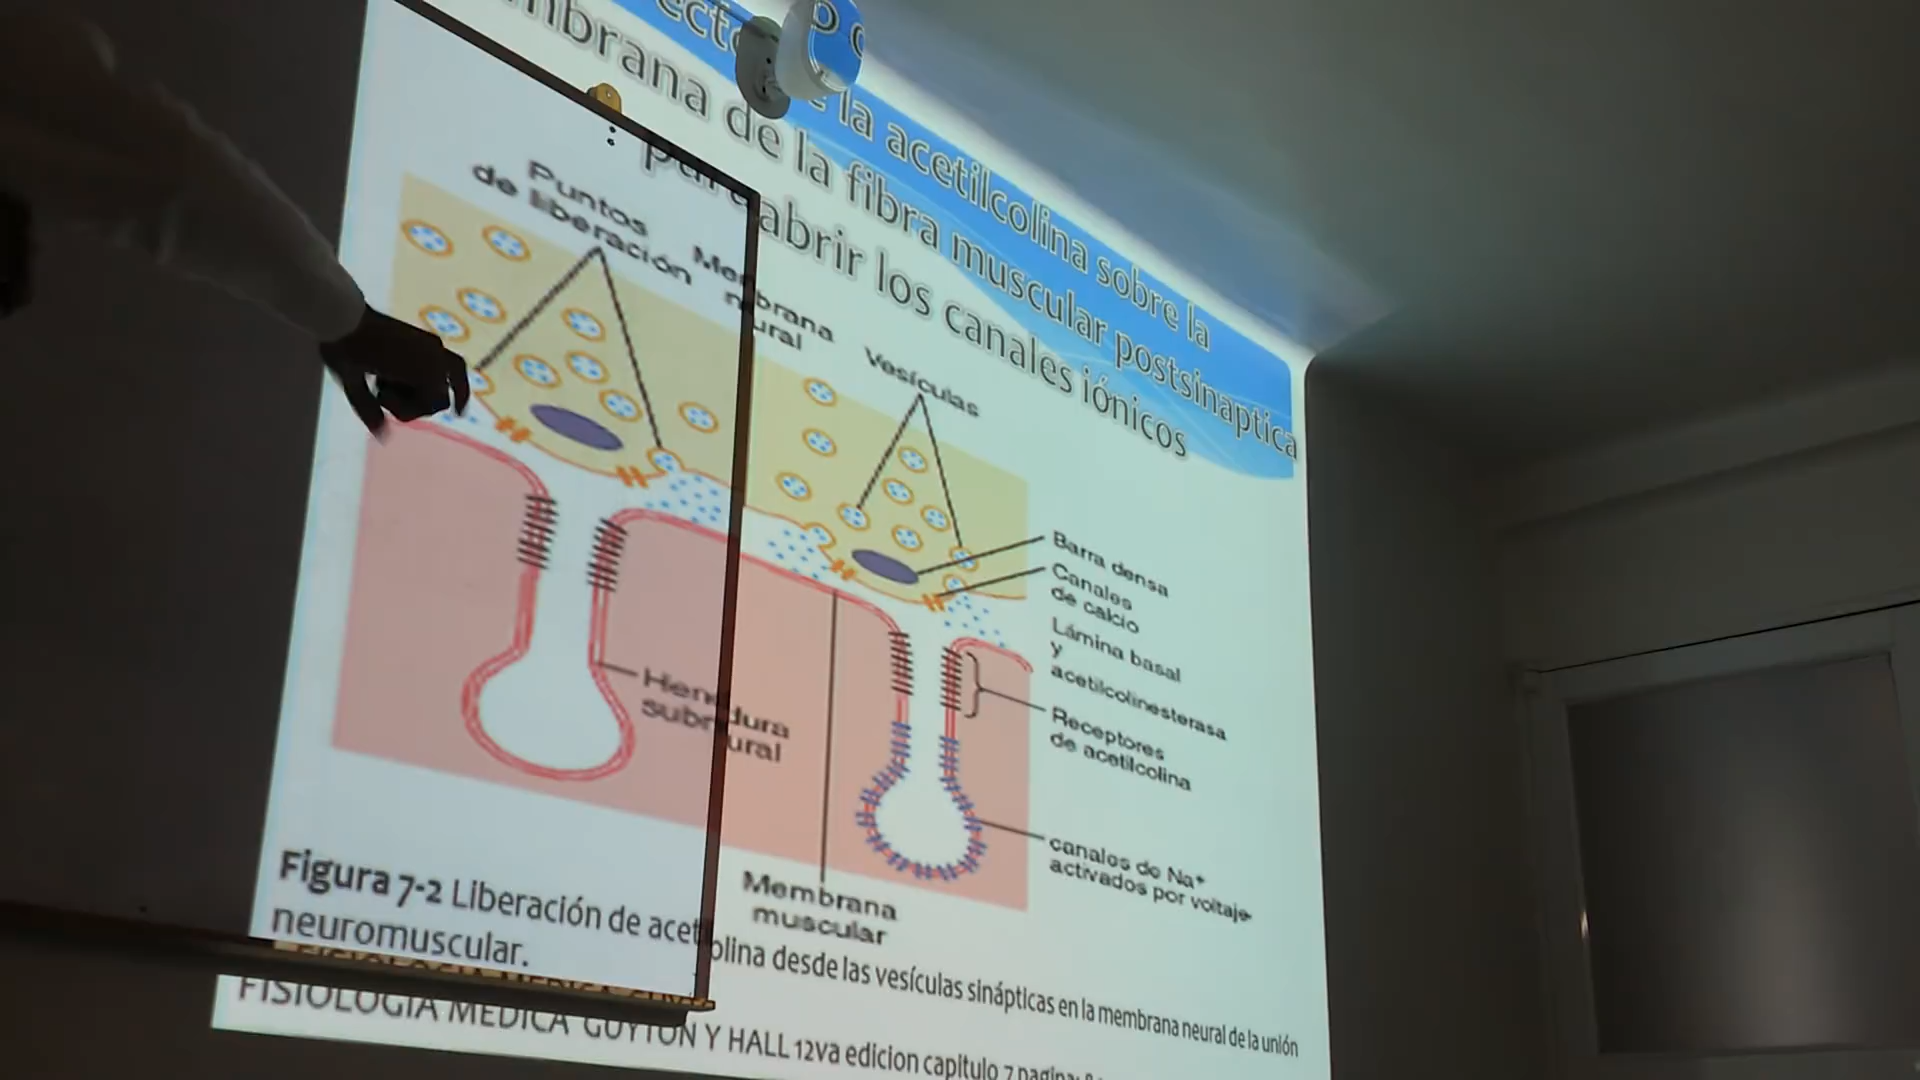 la acetilcolina sobre la
mbrana de la fibra muscular postsinaptica
para abrir los canales iónicos
Puntos
de liberación
Membrana
neural
Vesículas
Barra densa
Canales
de calcio
Lámina basal
y
acetilcolinesterasa
Receptores
de acetilcolina
canales de Na+
activados por voltaje
Hendidura
subneural
Membrana
muscular
Figura 7-2 Liberación de acetilcolina desde las vesículas sinápticas en la membrana neural de la unión
neuromuscular.
FISIOLOGIA MEDICA GUYTON Y HALL 12va edicion capitulo 7 pagina: